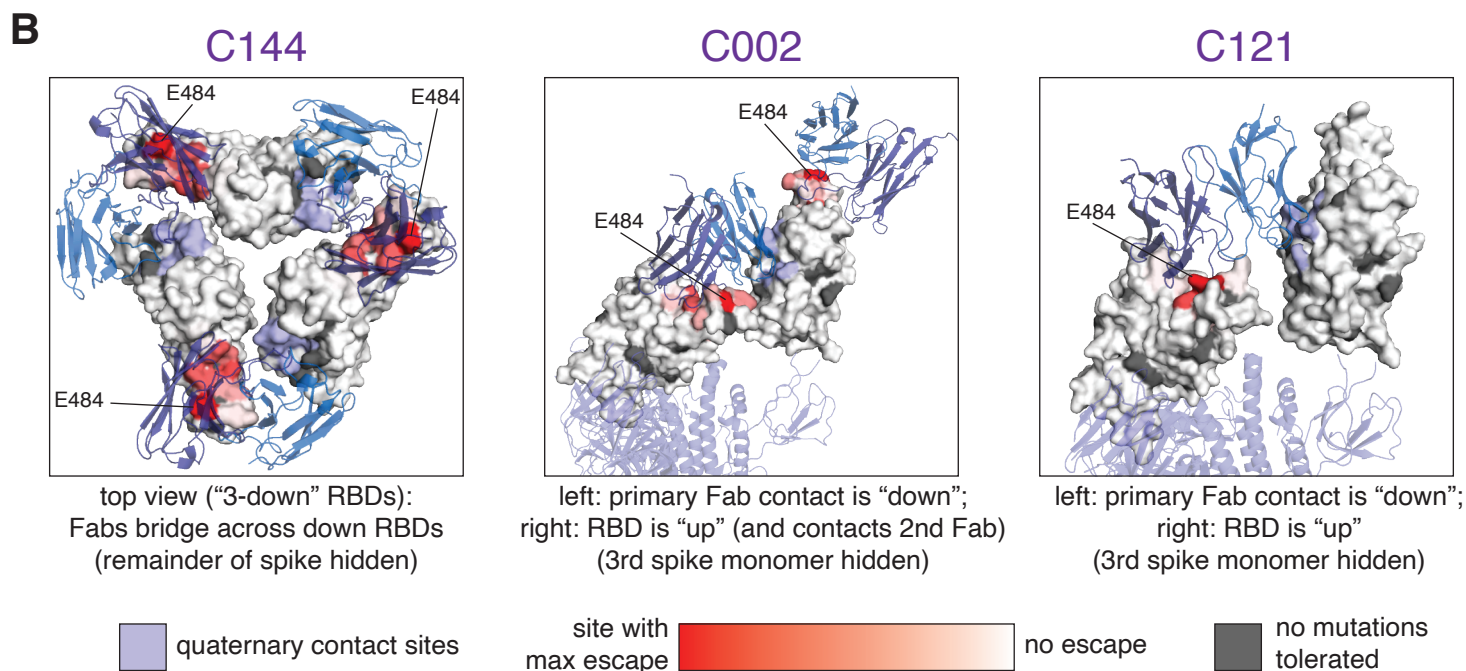 B
C144
C002
C121
E484
E484
E484
E484
E484
E484
top view (“3-down” RBDs):
Fabs bridge across down RBDs
(remainder of spike hidden)
left: primary Fab contact is “down”;
right: RBD is “up” (and contacts 2nd Fab)
(3rd spike monomer hidden)
left: primary Fab contact is “down”;
right: RBD is “up”
(3rd spike monomer hidden)
quaternary contact sites
site with
max escape
no escape
no mutations
tolerated